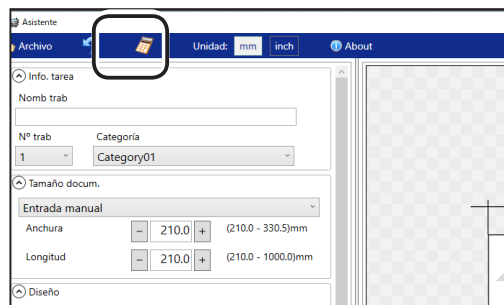 Asistente
Archivo Unidad: mm inch About
Info. tarea
Nomb trab
Nº trab Categoría
1 Category01
Tamaño docum.
Entrada manual
Anchura − 210.0 + (210.0 - 330.5)mm
Longitud − 210.0 + (210.0 - 1000.0)mm
Diseño